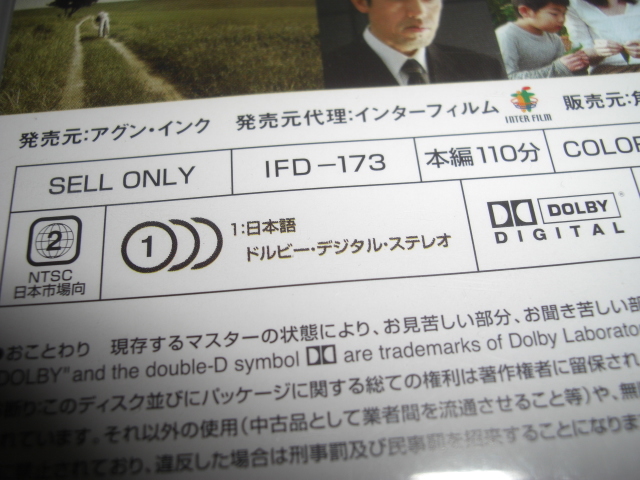 発売元:アグン・インク 発売元代理:インターフィルム INTER FILM 販売元:
SELL ONLY IFD-173 本編110分 COLOR
2 NTSC 日本市場向
1 1:日本語
ドルビー・デジタル・ステレオ
DOLBY
DIGITAL
●おことわり 現存するマスターの状態により、お見苦しい部分、お聞き苦しい部
DOLBY" and the double-D symbol are trademarks of Dolby Laborato
:このディスク並びにパッケージに関する総ての権利は著作権者に留保され
れています。それ以外の使用(中古品として業者間を流通させること等)や、無
されており、違反した場合は刑事罰及び民事罰を招来することになりま